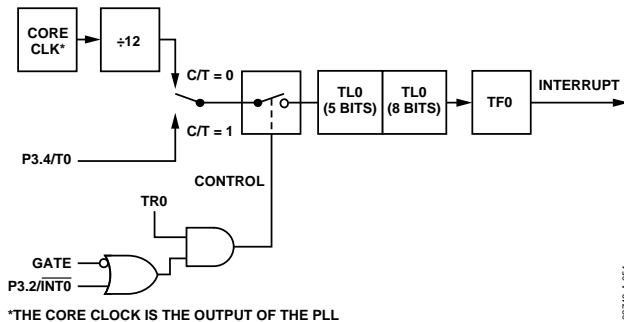 CORE
CLK*
÷12
C/T = 0
C/T = 1
P3.4/T0
TL0
(5 BITS)
TL0
(8 BITS)
TF0
INTERRUPT
CONTROL
TR0
GATE
P3.2/INT0
*THE CORE CLOCK IS THE OUTPUT OF THE PLL